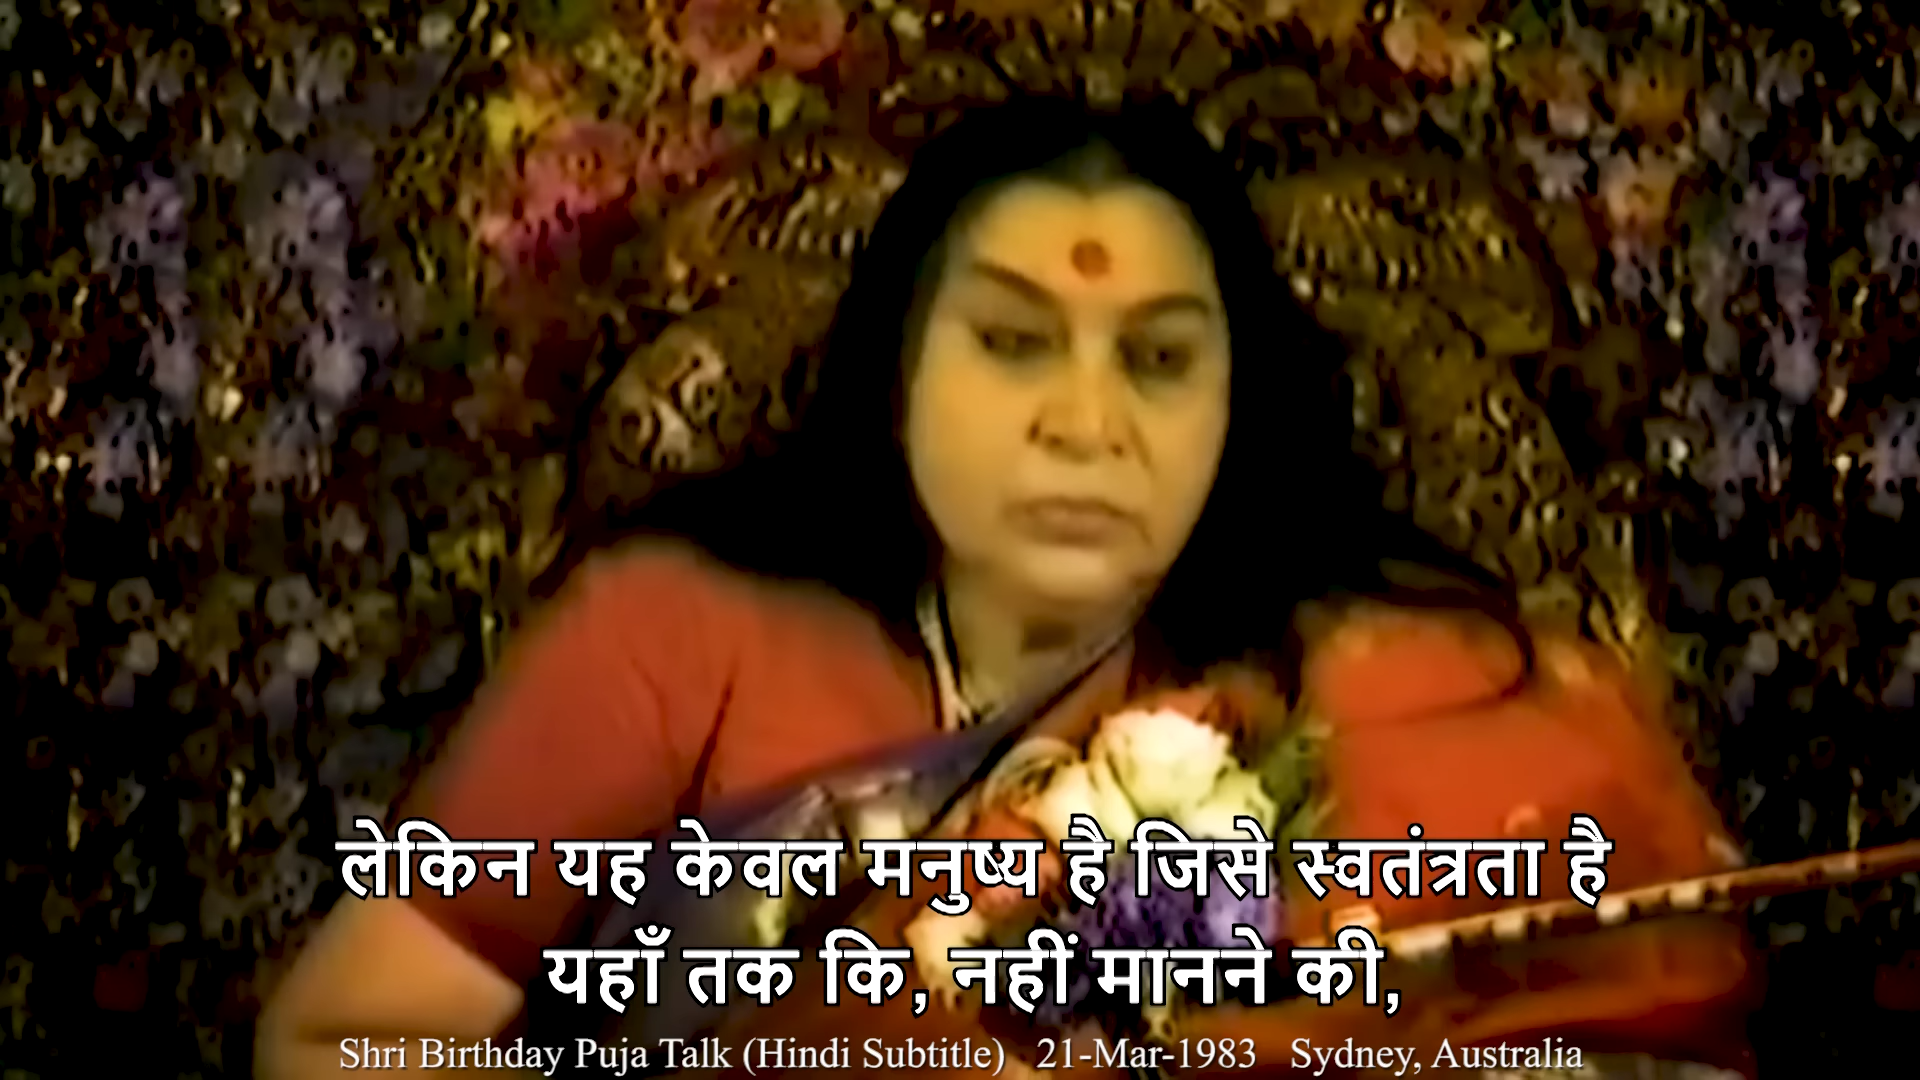 लेकिन यह केवल मनुष्य है जिसे स्वतंत्रता है
यहाँ तक कि, नहीं मानने की,
Shri Birthday Puja Talk (Hindi Subtitle) 21-Mar-1983 Sydney, Australia